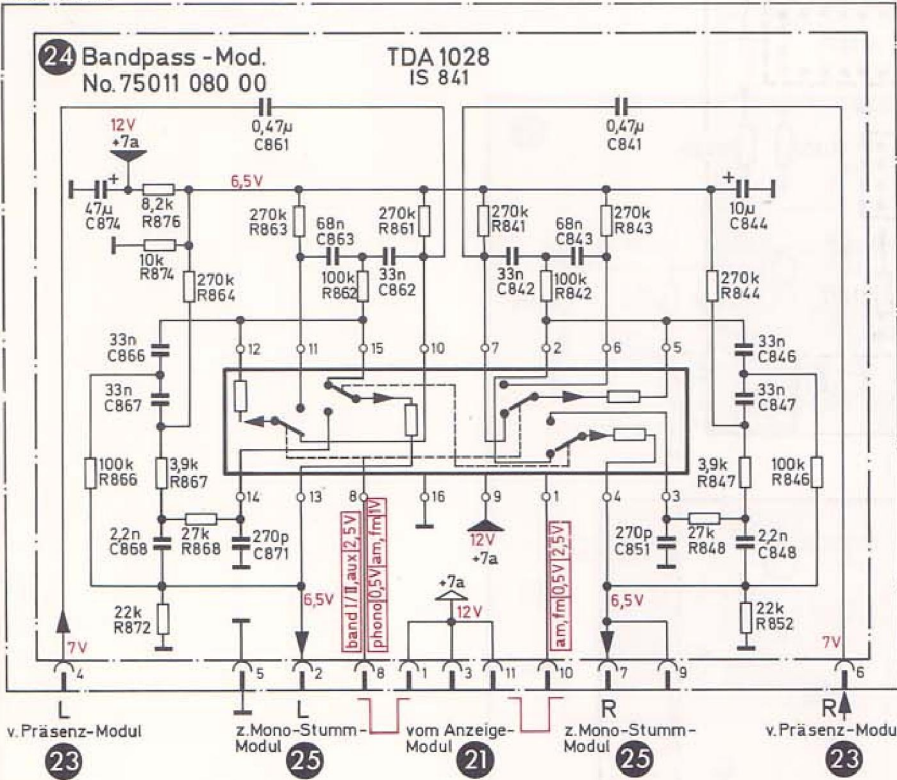 24 Bandpass - Mod.
No. 75011 080 00
TDA 1028
IS 841
0,47µ
C861
0,47µ
C841
12V
+7a
6,5V
+
47µ
C874
8,2k
R876
10k
R874
270k
R863
68n
C863
270k
R861
100k
R862
33n
C862
270k
R841
68n
C843
270k
R843
33n
C842
100k
R842
+
10µ
C844
270k
R864
270k
R844
33n
C866
33n
C867
12
11
15
10
7
2
6
5
33n
C846
33n
C847
100k
R866
3,9k
R867
3,9k
R847
100k
R846
14
13
8
16
9
1
4
3
2,2n
C868
27k
R868
270p
C871
12V
+7a
270p
C851
27k
R848
2,2n
C848
22k
R872
6,5V
band I/II, aux 2,5V
phono 0,5V am, fm 1V
+7a
12V
am, fm 0,5V 2,5V
6,5V
22k
R852
7V
7V
4
5
2
8
1
3
11
10
7
9
6
L
L
R
R
v. Präsenz-Modul
23
z. Mono-Stumm-
Modul
25
vom Anzeige-
Modul
21
z. Mono-Stumm-
Modul
25
v. Präsenz-Modu
23